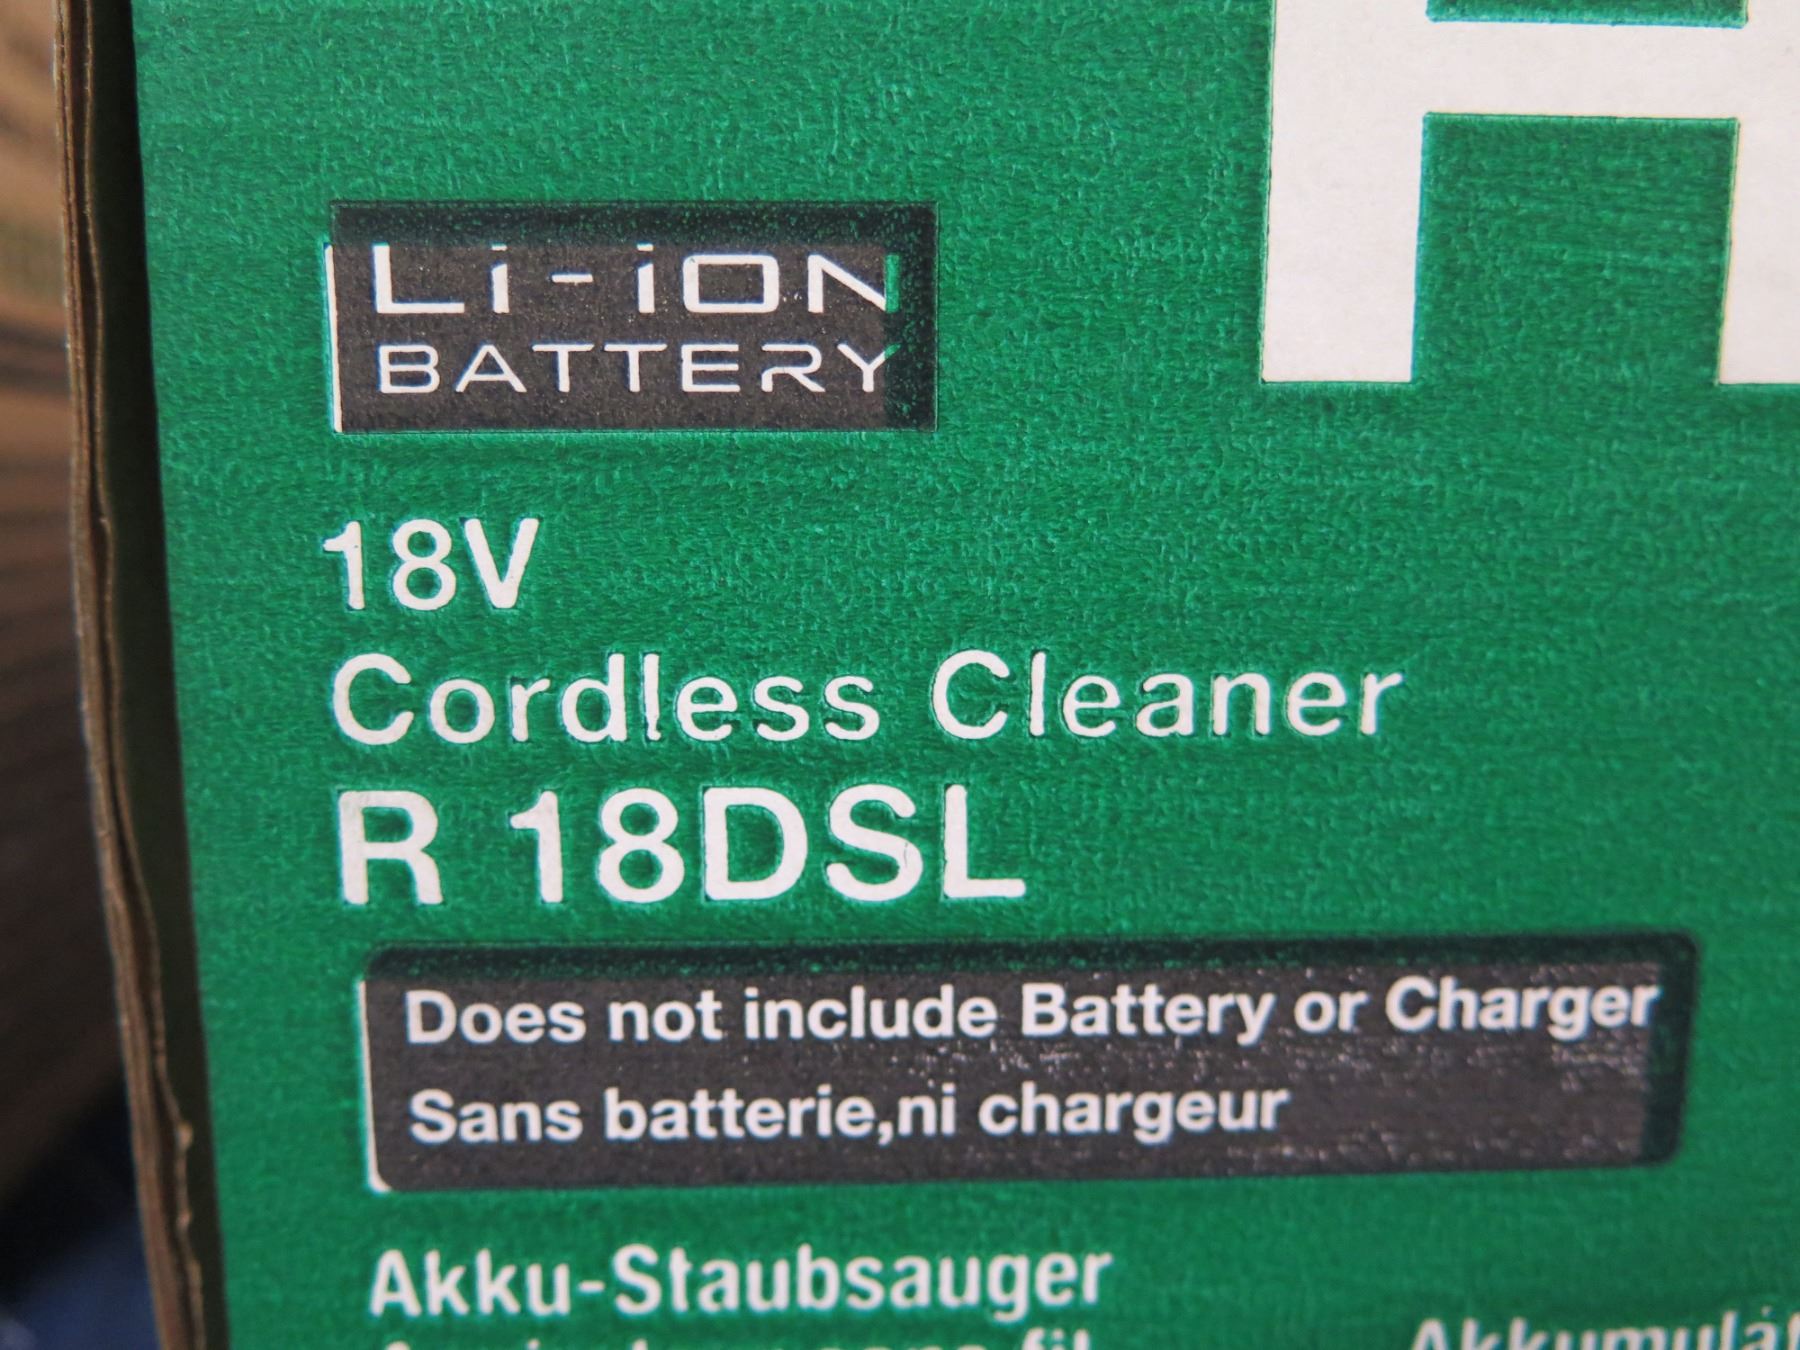 H
Li-iON
BATTERY
18V
Cordless Cleaner
R 18DSL
Does not include Battery or Charger
Sans batterie,ni chargeur
Akku-Staubsauger